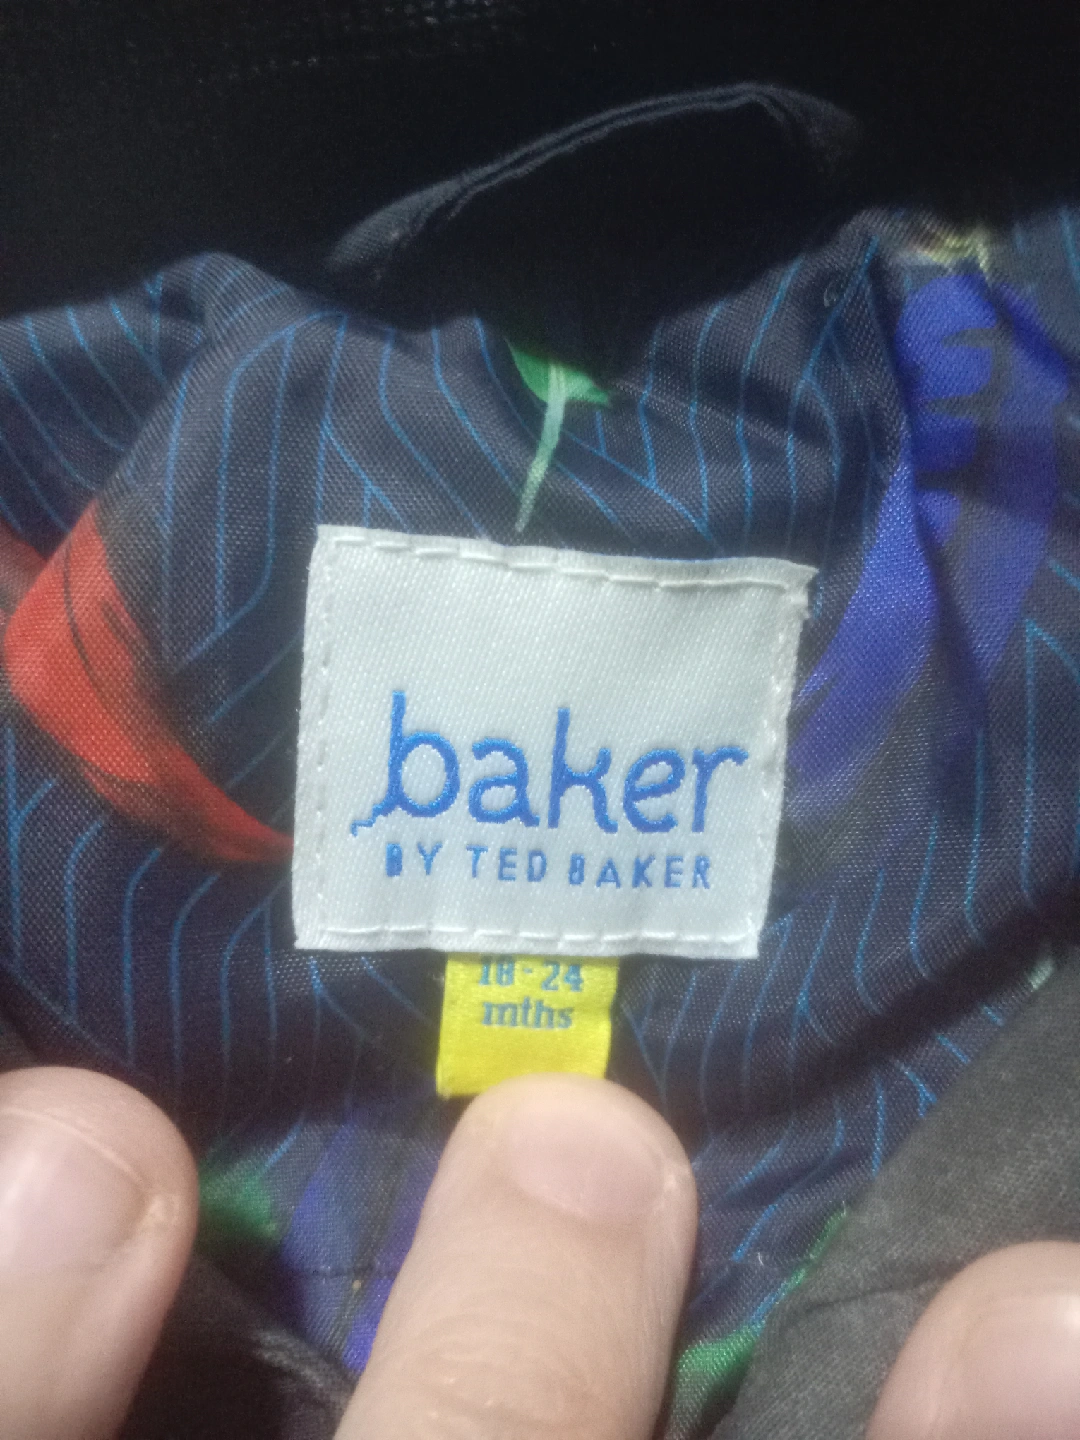 baker
BY TED BAKER
18-24
mths